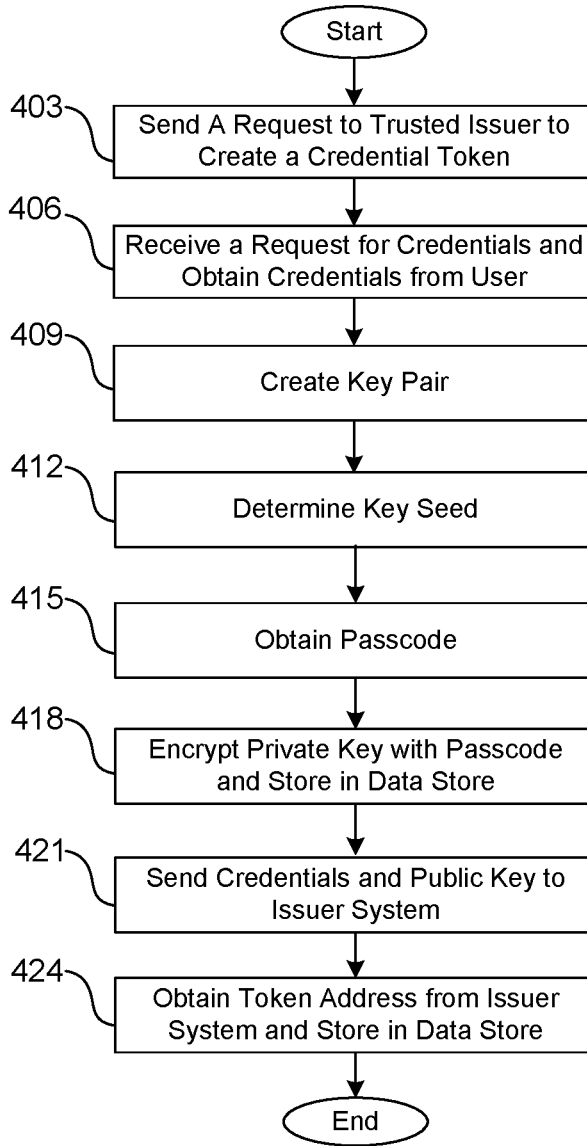 Start
403
Send A Request to Trusted Issuer to
Create a Credential Token
406
Receive a Request for Credentials and
Obtain Credentials from User
409
Create Key Pair
412
Determine Key Seed
415
Obtain Passcode
418
Encrypt Private Key with Passcode
and Store in Data Store
421
Send Credentials and Public Key to
Issuer System
424
Obtain Token Address from Issuer
System and Store in Data Store
End